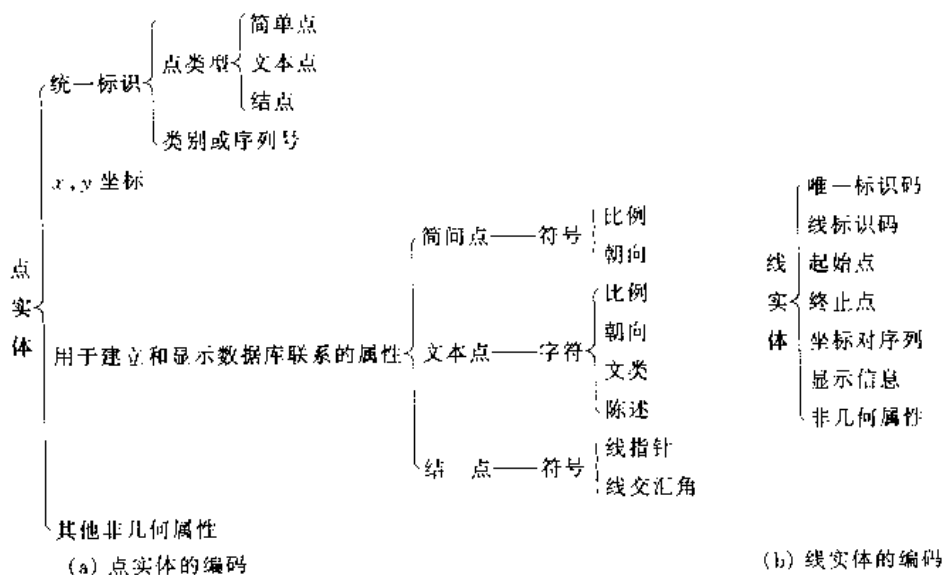 简单点
点类型
文本点
统一标识
结点
类别或序列号
x,y 坐标
用于建立和显示数据库联系的属性
简问点——符号
比例
朝向
文本点——字符
比例
朝向
文类
陈述
结 点——符号
线指针
线交汇角
其他非几何属性
点
实
体
(a) 点实体的编码
唯一标识码
线标识码
起始点
终止点
坐标对序列
显示信息
非几何属性
线
实
体
(b) 线实体的编码